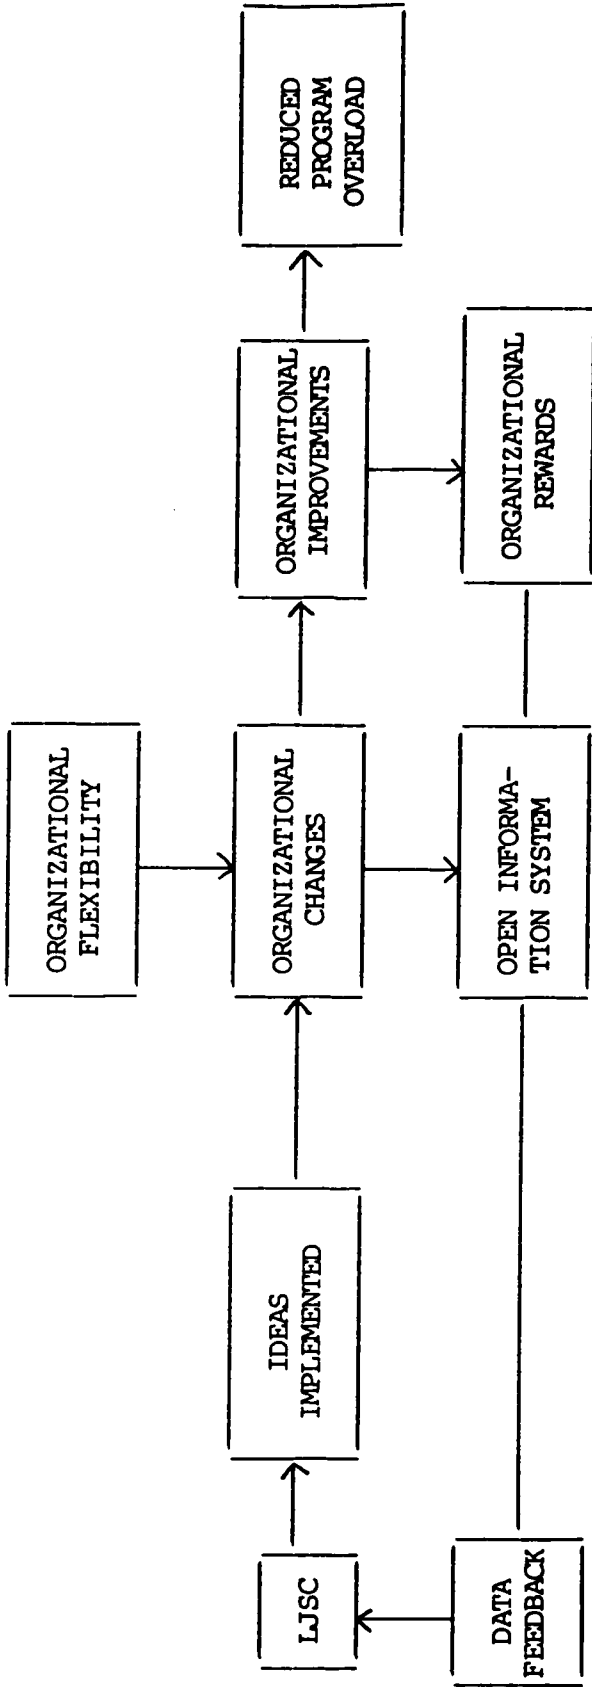 ORGANIZATIONAL
FLEXIBILITY
LJSC
IDEAS
IMPLEMENTED
ORGANIZATIONAL
CHANGES
ORGANIZATIONAL
IMPROVEMENTS
REDUCED
PROGRAM
OVERLOAD
DATA
FEEDBACK
OPEN INFORMA-
TION SYSTEM
ORGANIZATIONAL
REWARDS